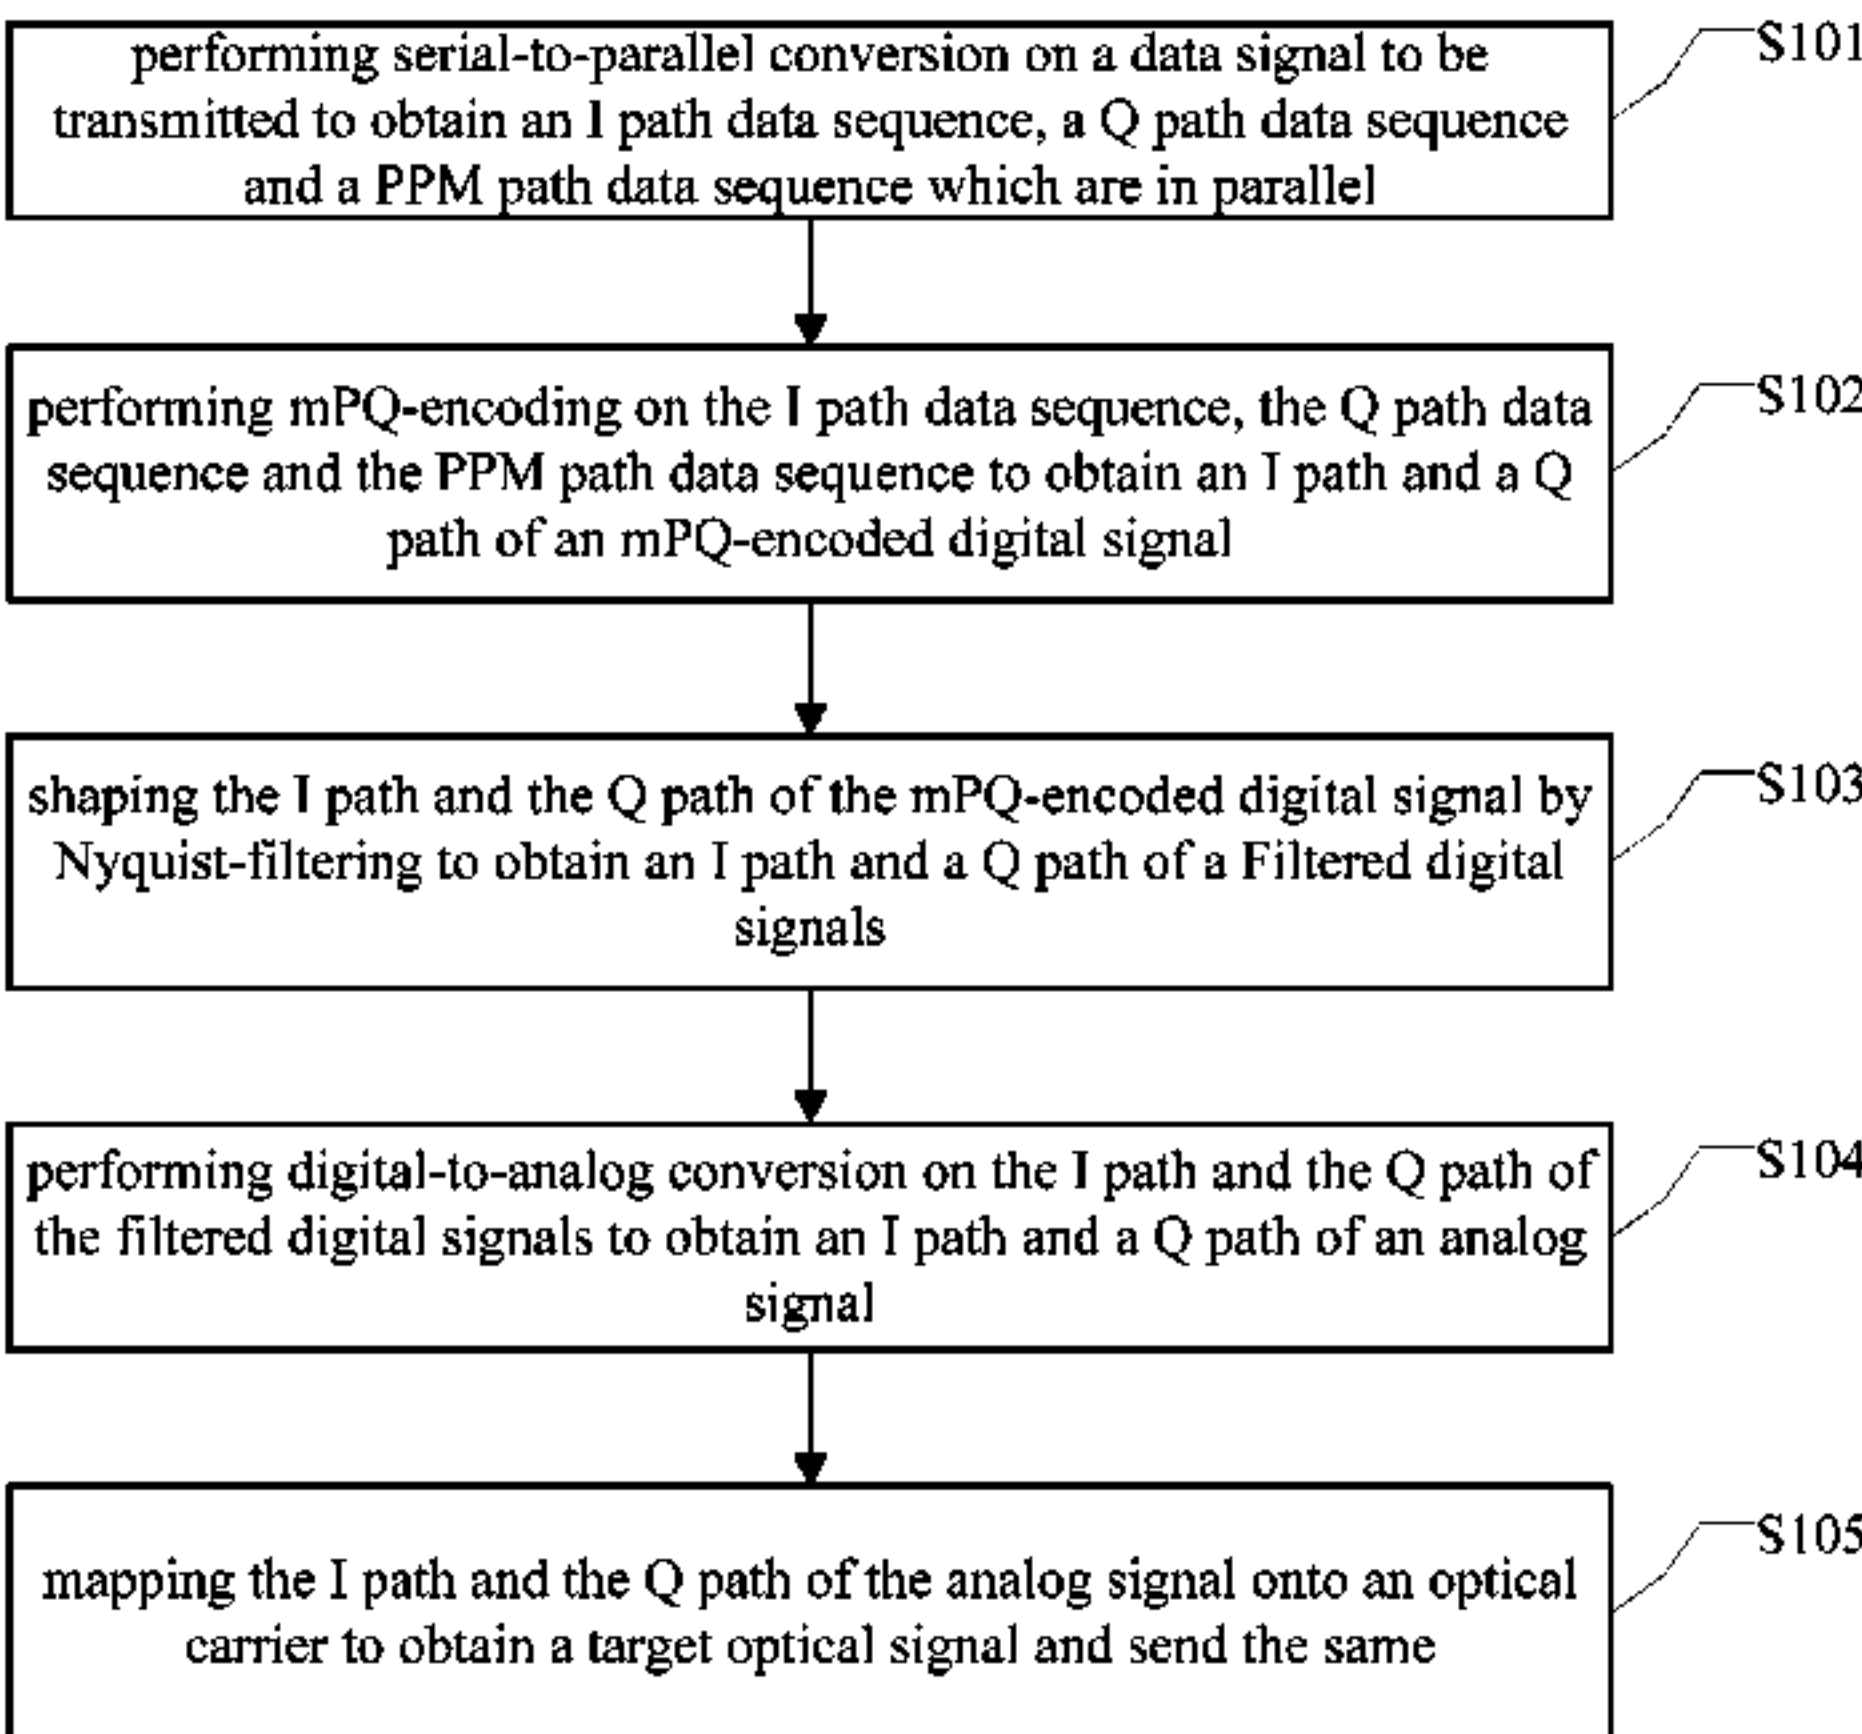 performing serial-to-parallel conversion on a data signal to be
transmitted to obtain an I path data sequence, a Q path data sequence
and a PPM path data sequence which are in parallel
S101
performing mPQ-encoding on the I path data sequence, the Q path data
sequence and the PPM path data sequence to obtain an I path and a Q
path of an mPQ-encoded digital signal
S102
shaping the I path and the Q path of the mPQ-encoded digital signal by
Nyquist-filtering to obtain an I path and a Q path of a Filtered digital
signals
S103
performing digital-to-analog conversion on the I path and the Q path of
the filtered digital signals to obtain an I path and a Q path of an analog
signal
S104
mapping the I path and the Q path of the analog signal onto an optical
carrier to obtain a target optical signal and send the same
S105